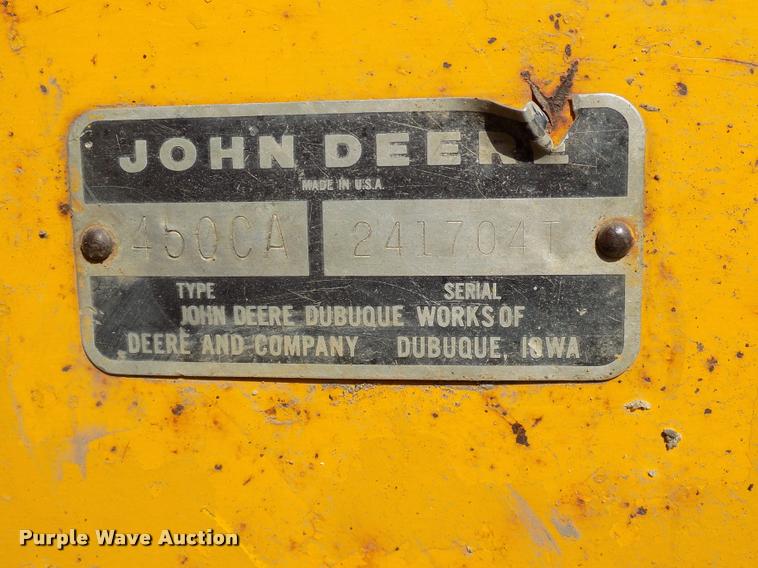 JOHN DEERE
MADE IN U.S.A.
450CA 241704T
TYPE SERIAL
JOHN DEERE DUBUQUE WORKS OF
DEERE AND COMPANY DUBUQUE, IOWA
Purple Wave Auction